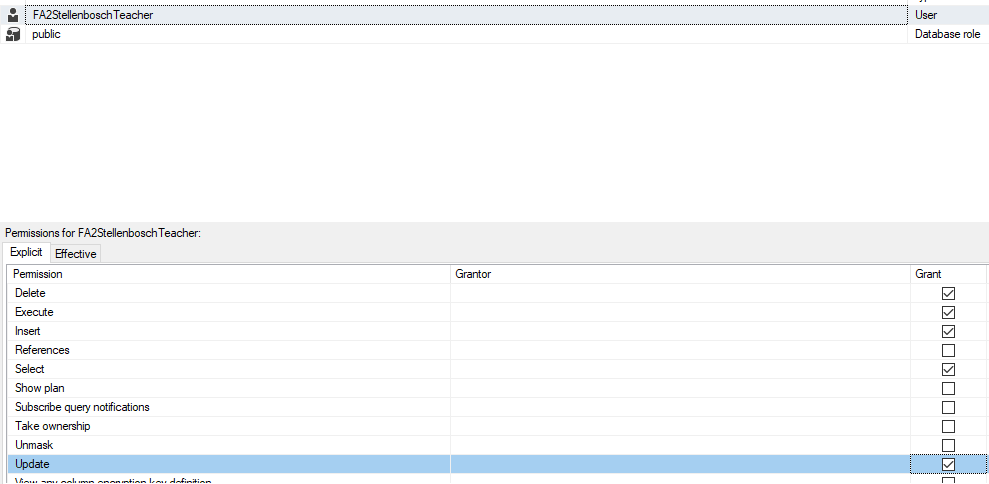 FA2StellenboschTeacher User
public Database role
Permissions for FA2StellenboschTeacher:
Explicit Effective
Permission Grantor Grant
Delete
Execute
Insert
References
Select
Show plan
Subscribe query notifications
Take ownership
Unmask
Update
View any column encryption key definition